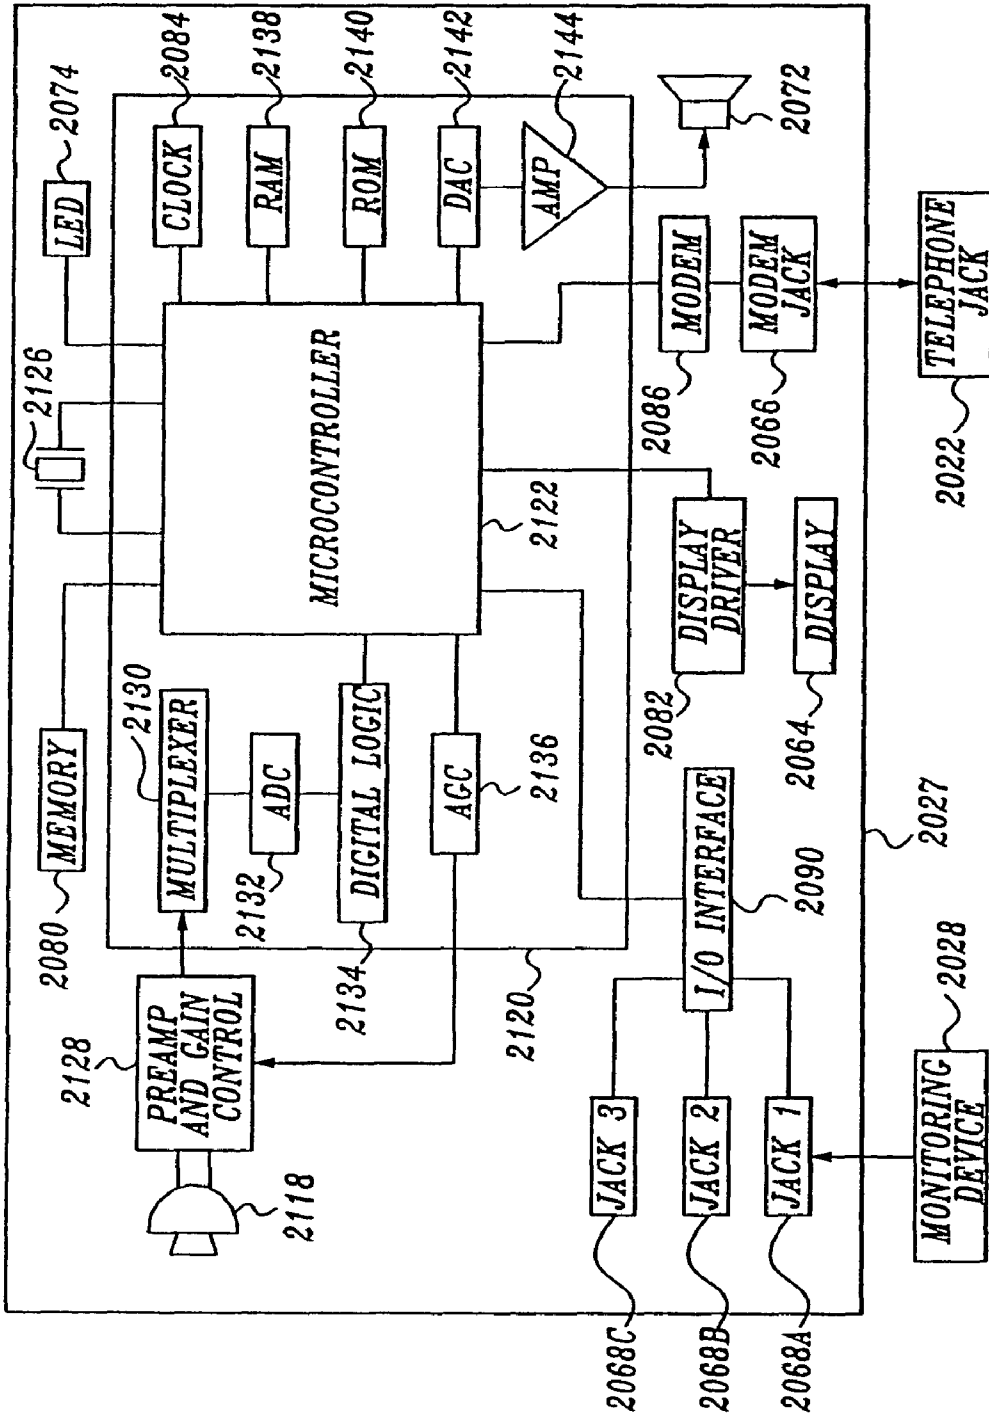 2080
MEMORY
2126
LED
2074
2128
PREAMP
AND GAIN
CONTROL
2118
MULTIPLEXER
2130
ADC
2132
DIGITAL LOGIC
2134
AGC
2136
2120
MICROCONTROLLER
2122
CLOCK
2084
RAM
2138
ROM
2140
DAC
2142
AMP
2144
2072
JACK 3
2068C
JACK 2
2068B
JACK 1
2068A
I/O INTERFACE
2090
DISPLAY
DRIVER
2082
DISPLAY
2064
MODEM
2086
MODEM
JACK
2066
2027
MONITORING
DEVICE
2028
TELEPHONE
JACK
2022